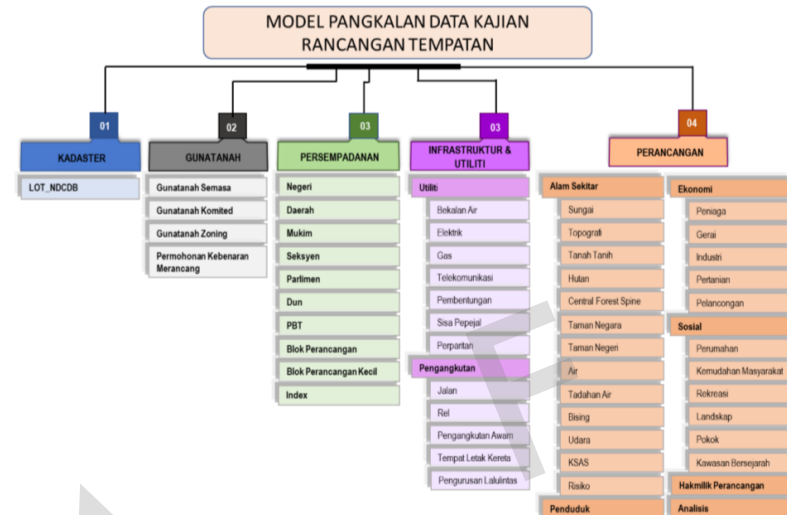 MODEL PANGKALAN DATA KAJIAN
RANCANGAN TEMPATAN
01
KADASTER
LOT_NDCDB
02
GUNATANAH
Gunatanah Semasa
Gunatanah Komited
Gunatanah Zoning
Permohonan Kebenaran
Merancang
03
PERSEMPADANAN
Negeri
Daerah
Mukim
Seksyen
Parlimen
Dun
PBT
Blok Perancangan
Blok Perancangan Kecil
Index
03
INFRASTRUKTUR &
UTILITI
Utiliti
Bekalan Air
Elektrik
Gas
Telekomunikasi
Pembentungan
Sisa Pepejal
Perparitan
Pengangkutan
Jalan
Rel
Pengangkutan Awam
Tempat Letak Kereta
Pengurusan Lalulintas
04
PERANCANGAN
Alam Sekitar
Sungai
Topografi
Tanah Tanih
Hutan
Central Forest Spine
Taman Negara
Taman Negeri
Air
Tadahan Air
Bising
Udara
KSAS
Risiko
Penduduk
Ekonomi
Peniaga
Gerai
Industri
Pertanian
Pelancongan
Sosial
Perumahan
Kemudahan Masyarakat
Rekreasi
Landskap
Pokok
Kawasan Bersejarah
Hakmilik Perancangan
Analisis
F